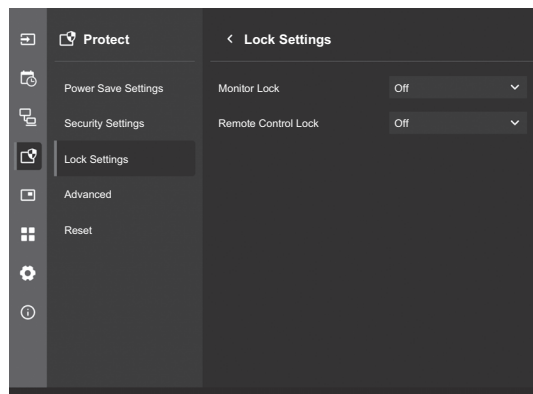 Protect
Power Save Settings
Security Settings
Lock Settings
Advanced
Reset
Lock Settings
Monitor Lock Off
Remote Control Lock Off